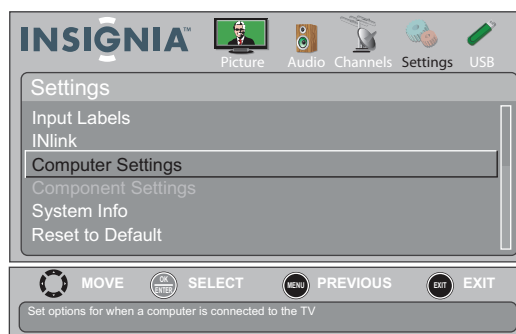 INSIGNIA™
Picture Audio Channels Settings USB
Settings
Input Labels
INlink
Computer Settings
Component Settings
System Info
Reset to Default
MOVE OK ENTER SELECT MENU PREVIOUS EXIT EXIT
Set options for when a computer is connected to the TV